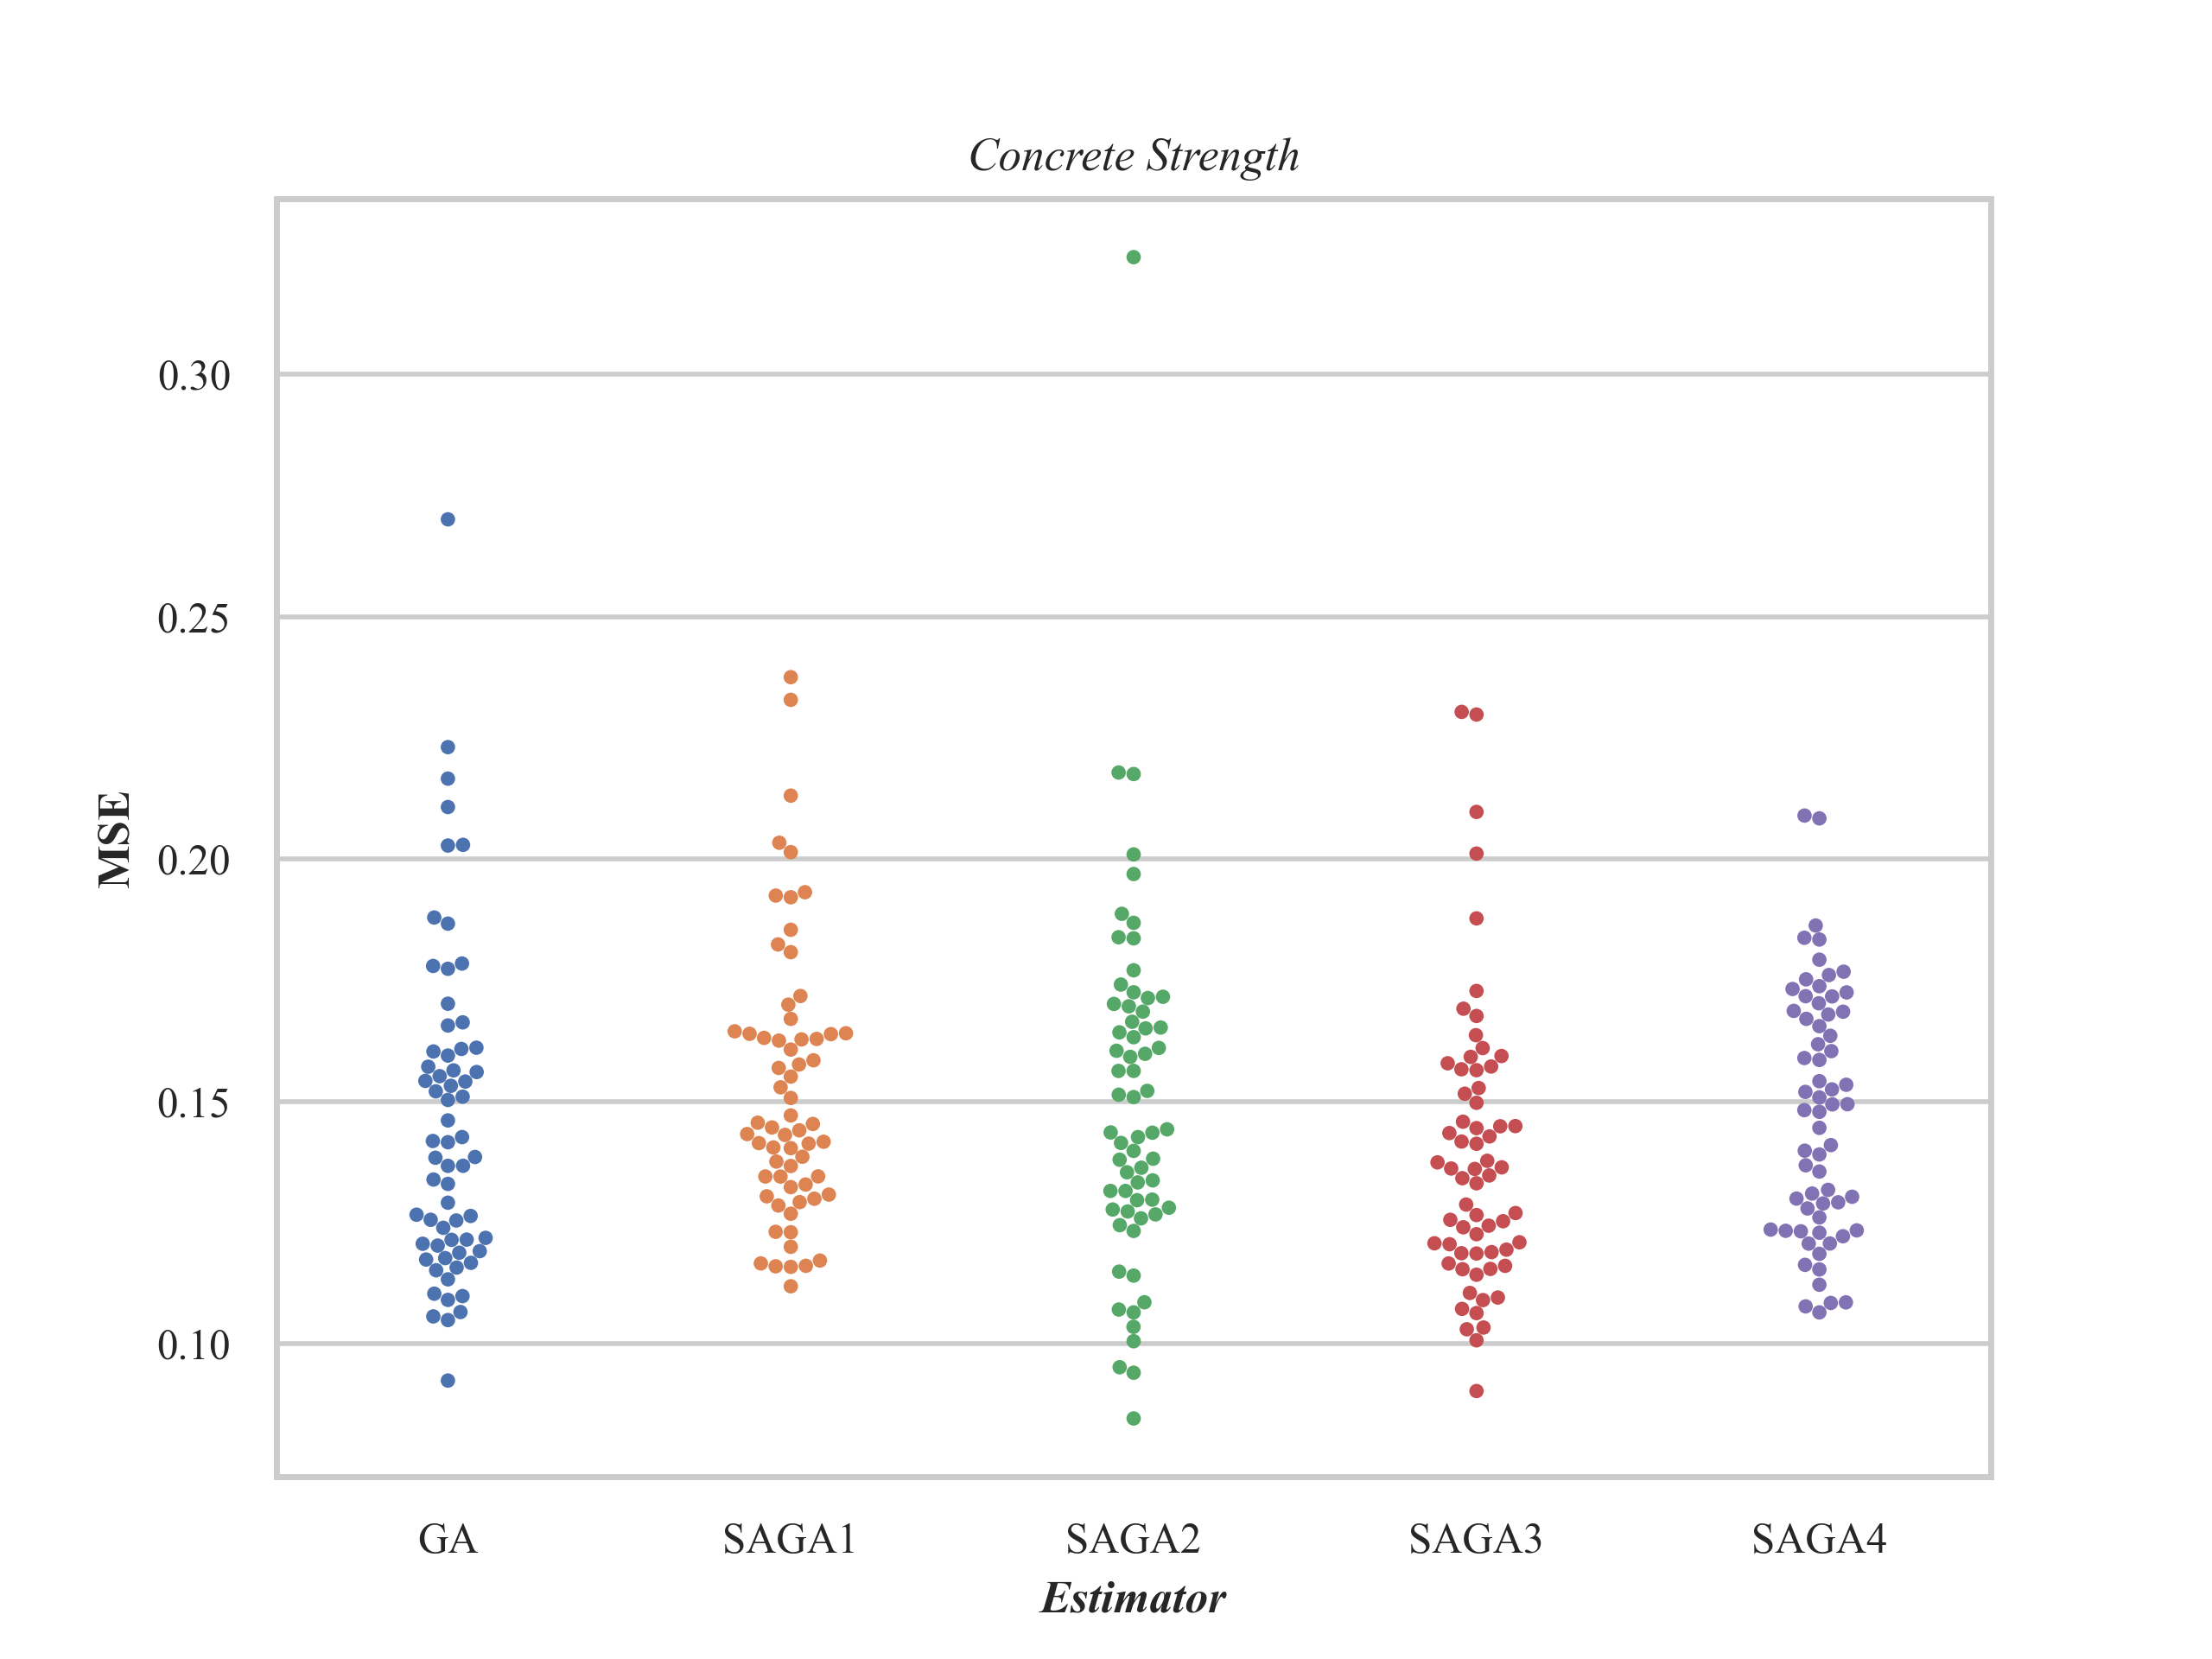 Concrete Strength
0.30
0.25
0.20
0.15
0.10
MSE
GA SAGA1 SAGA2 SAGA3 SAGA4
Estimator